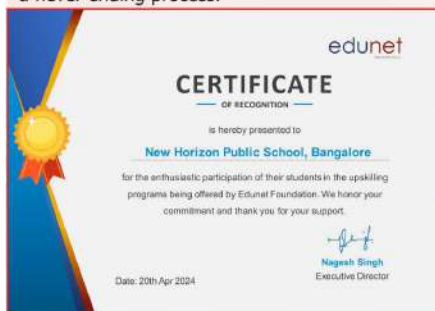 a never-ending process.
edunet
CERTIFICATE
OF RECOGNITION
is hereby presented to
New Horizon Public School, Bangalore
for the enthusiastic participation of their students in the upskilling
programs being offered by Edunet Foundation. We honor your
commitment and thank you for your support.
Nagesh Singh
Executive Director
Date: 20th Apr 2024